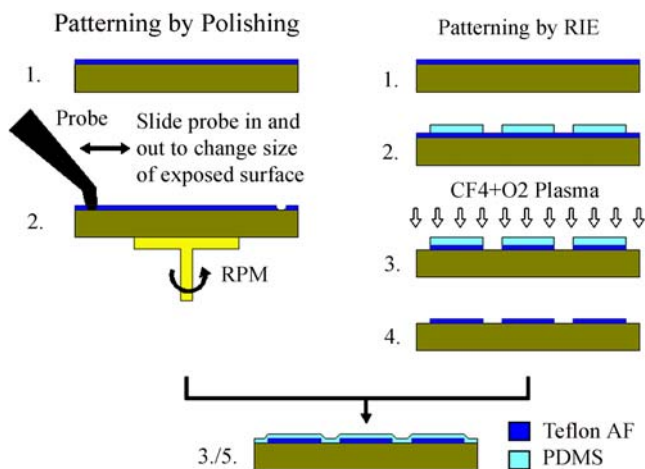 Patterning by Polishing
1.
Probe
Slide probe in and
out to change size
of exposed surface
2.
RPM
Patterning by RIE
1.
2.
CF4+O2 Plasma
3.
4.
3./5.
Teflon AF
PDMS